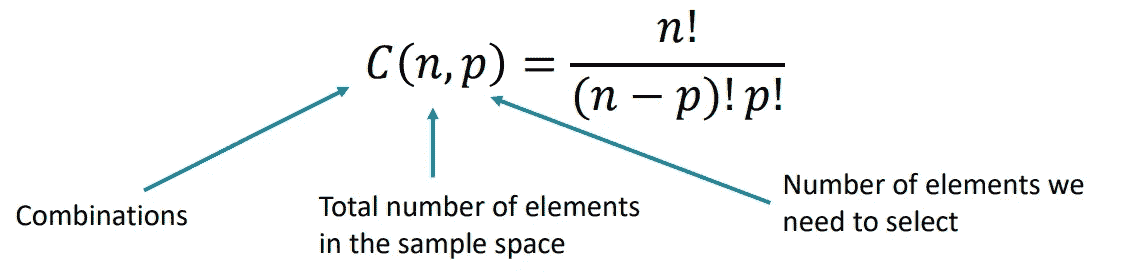 C(n, p) = n! / (n − p)! p!
Combinations
Total number of elements
in the sample space
Number of elements we
need to select